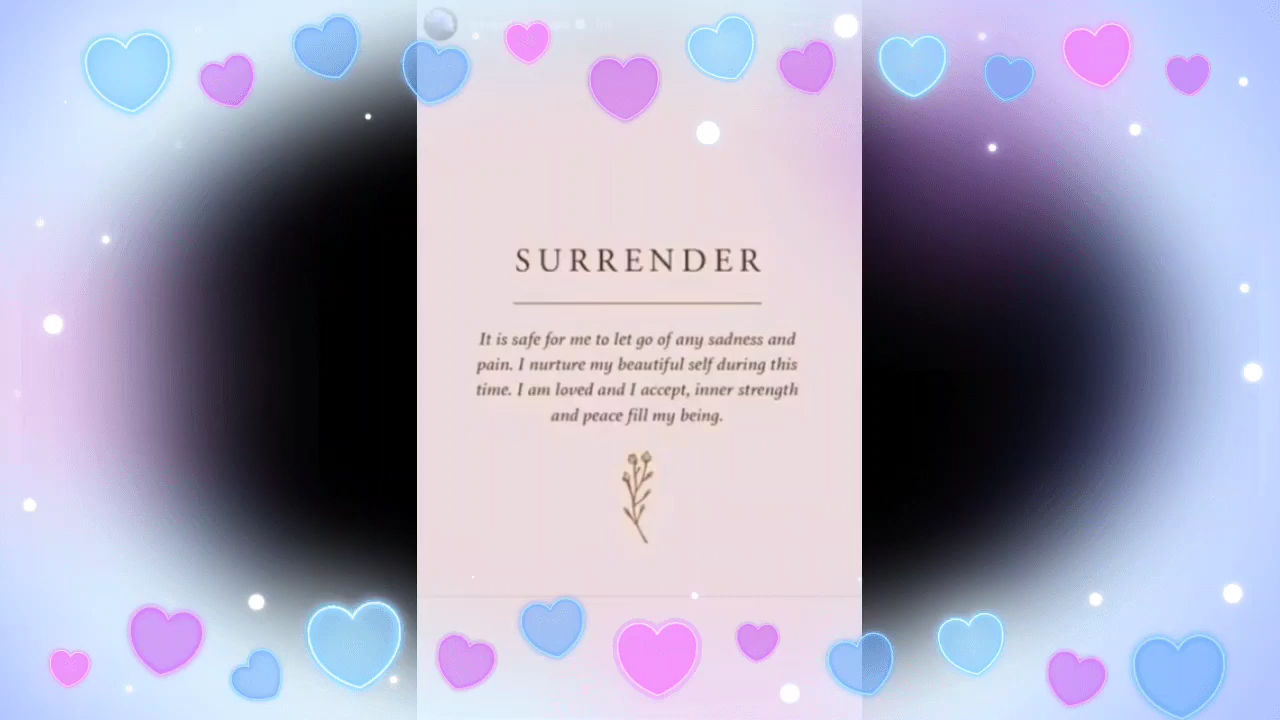 SURRENDER
It is safe for me to let go of any sadness and
pain. I nurture my beautiful self during this
time. I am loved and I accept, inner strength
and peace fill my being.